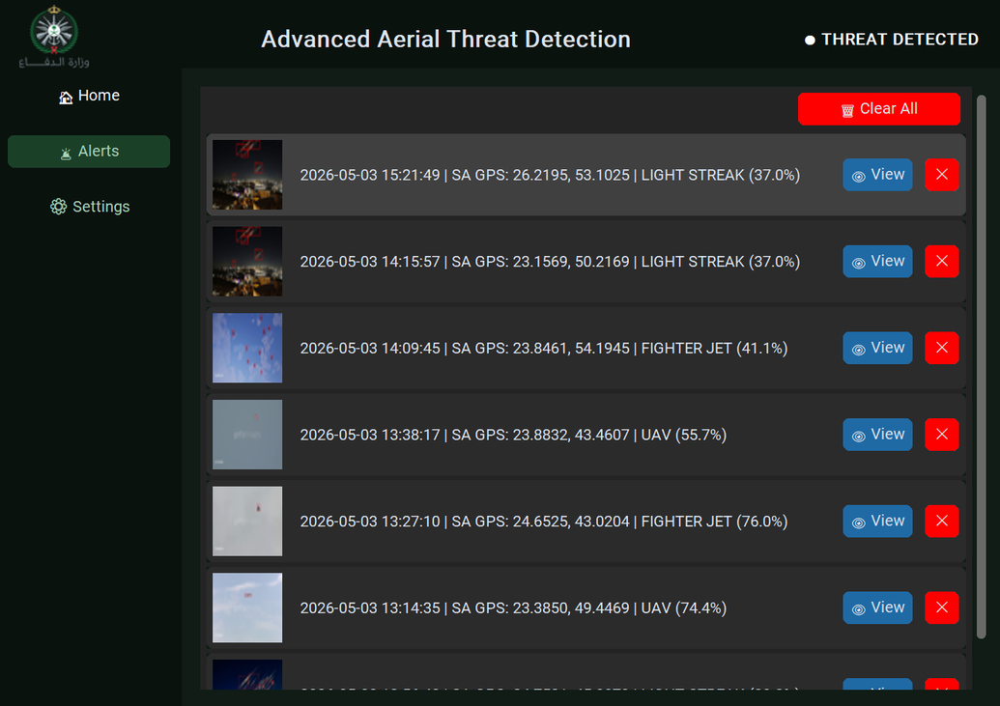 وزارة الدفـــــاع
Advanced Aerial Threat Detection
THREAT DETECTED
Home
Alerts
Settings
Clear All
2026-05-03 15:21:49 | SA GPS: 26.2195, 53.1025 | LIGHT STREAK (37.0%) View
2026-05-03 14:15:57 | SA GPS: 23.1569, 50.2169 | LIGHT STREAK (37.0%) View
2026-05-03 14:09:45 | SA GPS: 23.8461, 54.1945 | FIGHTER JET (41.1%) View
2026-05-03 13:38:17 | SA GPS: 23.8832, 43.4607 | UAV (55.7%) View
2026-05-03 13:27:10 | SA GPS: 24.6525, 43.0204 | FIGHTER JET (76.0%) View
2026-05-03 13:14:35 | SA GPS: 23.3850, 49.4469 | UAV (74.4%) View